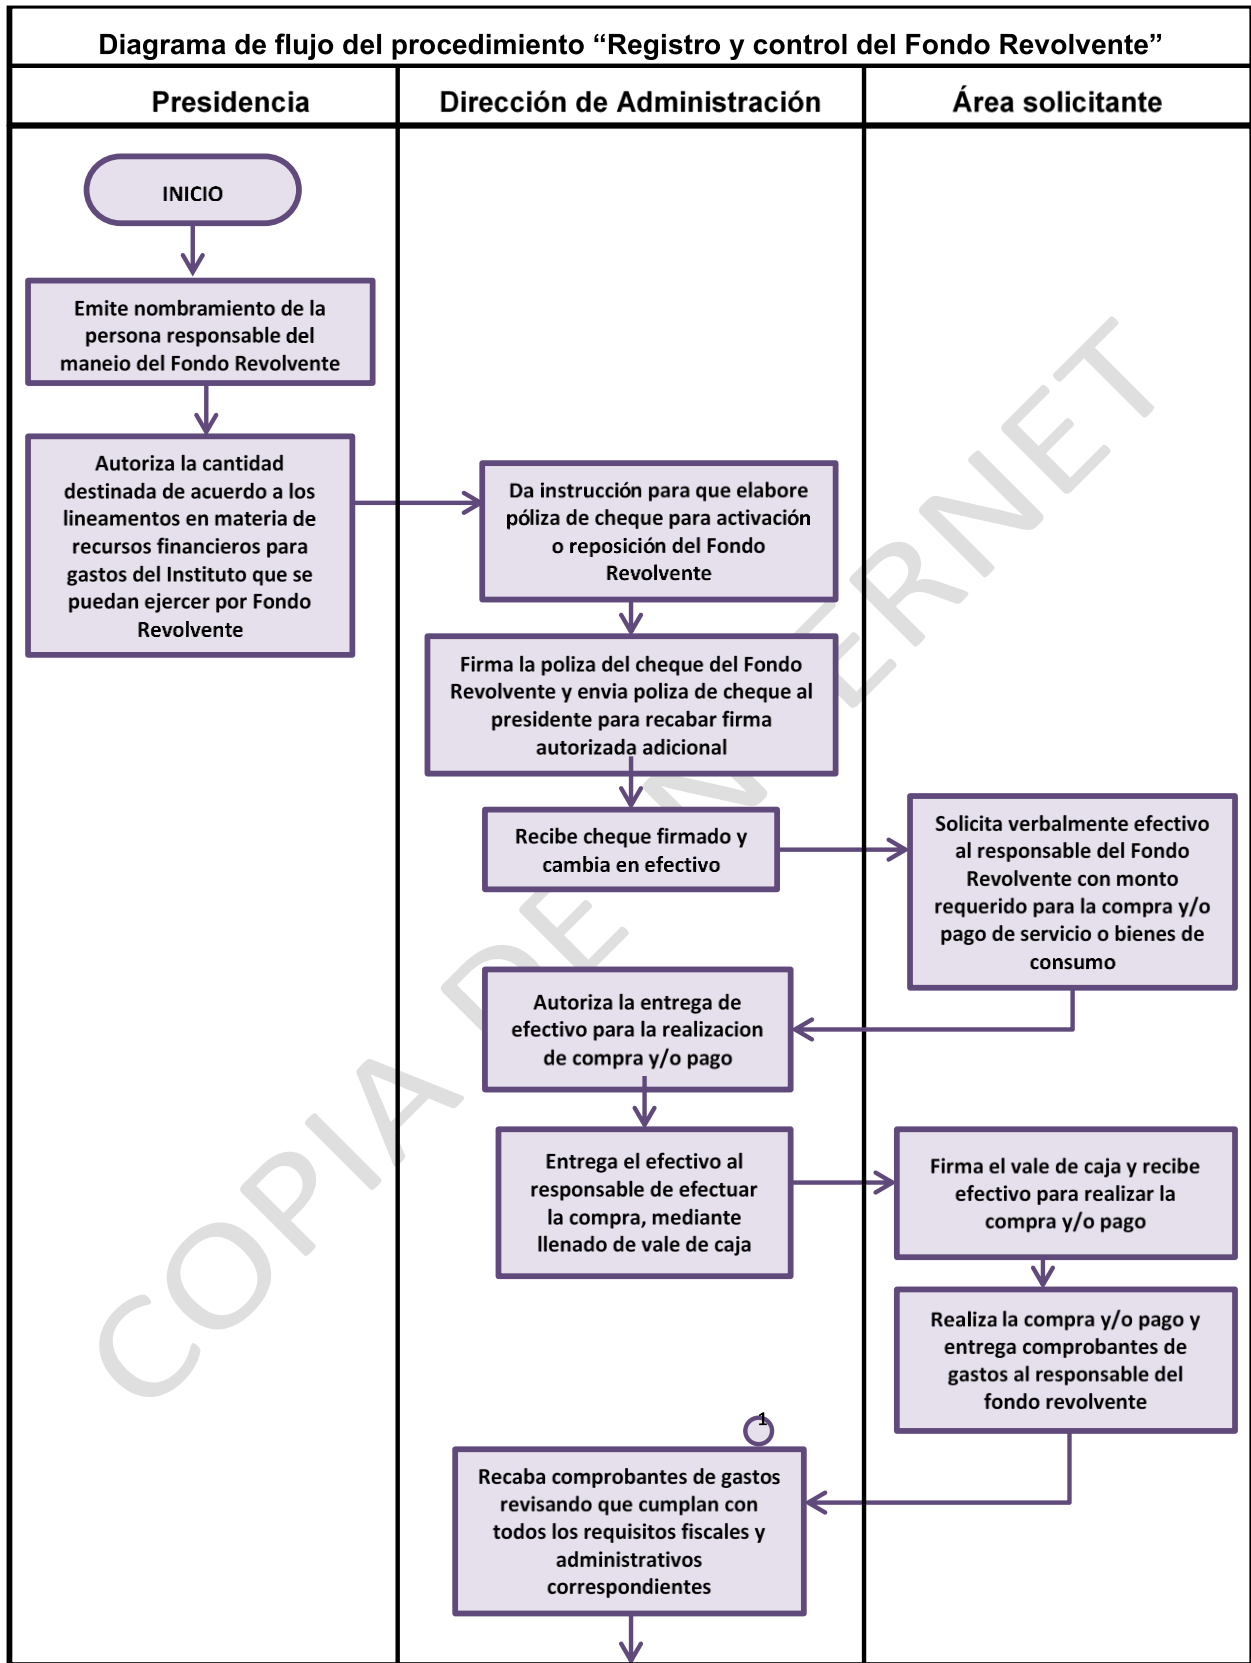 Diagrama de flujo del procedimiento “Registro y control del Fondo Revolvente”
Presidencia
Dirección de Administración
Área solicitante
INICIO
Emite nombramiento de la
persona responsable del
maneio del Fondo Revolvente
Autoriza la cantidad
destinada de acuerdo a los
lineamentos en materia de
recursos financieros para
gastos del Instituto que se
puedan ejercer por Fondo
Revolvente
Da instrucción para que elabore
póliza de cheque para activación
o reposición del Fondo
Revolvente
Firma la poliza del cheque del Fondo
Revolvente y envia poliza de cheque al
presidente para recabar firma
autorizada adicional
Recibe cheque firmado y
cambia en efectivo
Solicita verbalmente efectivo
al responsable del Fondo
Revolvente con monto
requerido para la compra y/o
pago de servicio o bienes de
consumo
Autoriza la entrega de
efectivo para la realizacion
de compra y/o pago
Entrega el efectivo al
responsable de efectuar
la compra, mediante
llenado de vale de caja
Firma el vale de caja y recibe
efectivo para realizar la
compra y/o pago
Realiza la compra y/o pago y
entrega comprobantes de
gastos al responsable del
fondo revolvente
1
Recaba comprobantes de gastos
revisando que cumplan con
todos los requisitos fiscales y
administrativos
correspondientes